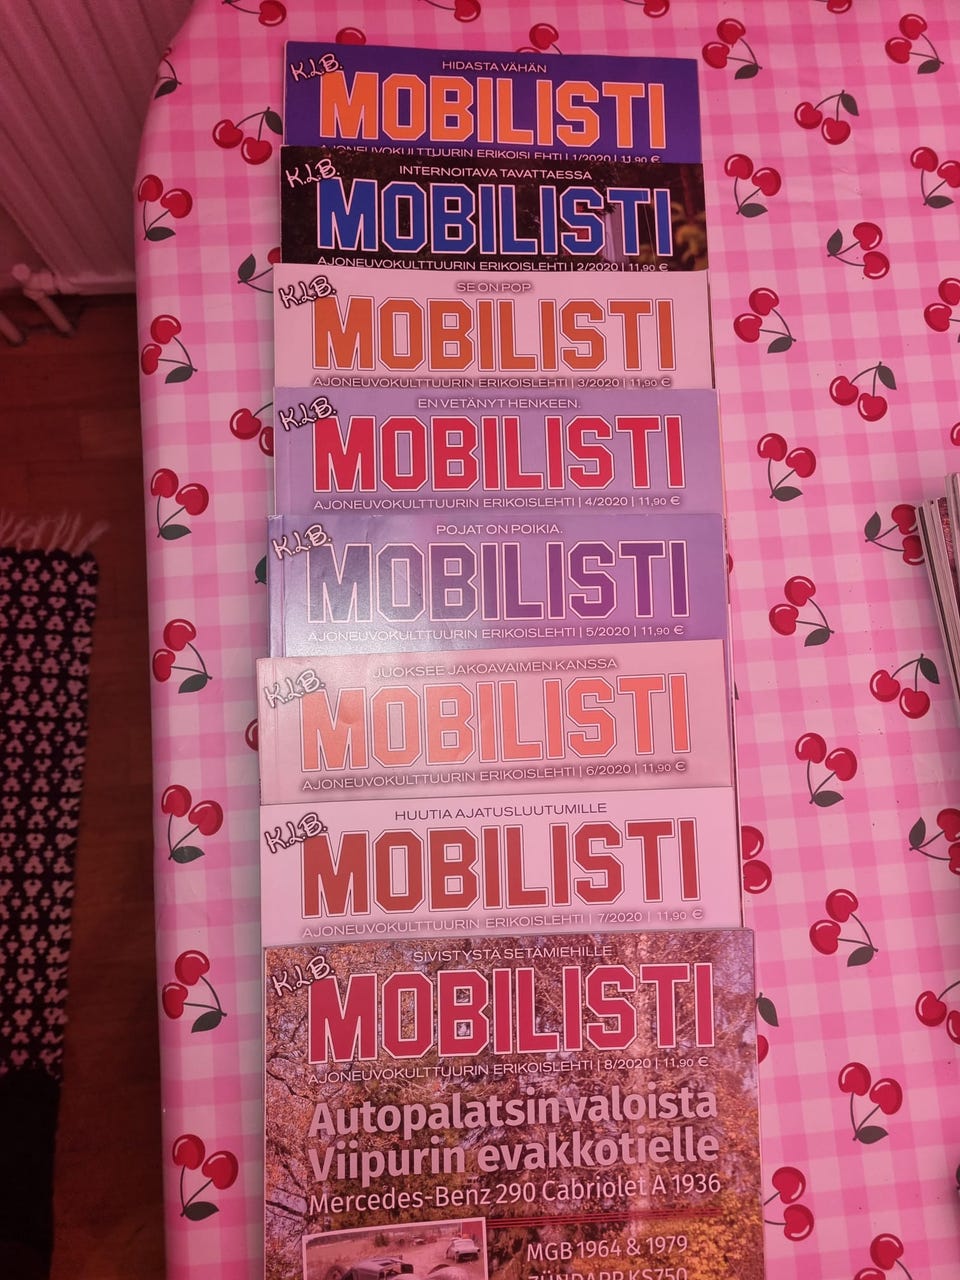 K.L.B.
HIDASTA VÄHÄN
MOBILISTI
AJONEUVOKULTTUURIN ERIKOISLEHTI | 1/2020 | 11,90 €
K.L.B.
INTERNOITAVA TAVATTAESSA
MOBILISTI
AJONEUVOKULTTUURIN ERIKOISLEHTI | 2/2020 | 11,90 €
K.L.B.
SE ON POP
MOBILISTI
AJONEUVOKULTTUURIN ERIKOISLEHTI | 3/2020 | 11,90 €
K.L.B.
EN VETÄNYT HENKEEN.
MOBILISTI
AJONEUVOKULTTUURIN ERIKOISLEHTI | 4/2020 | 11,90 €
K.L.B.
POJAT ON POIKIA.
MOBILISTI
AJONEUVOKULTTUURIN ERIKOISLEHTI | 5/2020 | 11,90 €
K.L.B.
JUOKSEE JAKOAVAIMEN KANSSA
MOBILISTI
AJONEUVOKULTTUURIN ERIKOISLEHTI | 6/2020 | 11,90 €
K.L.B.
HUUTIA AJATUSLUUTUMILLE
MOBILISTI
AJONEUVOKULTTUURIN ERIKOISLEHTI | 7/2020 | 11,90 €
K.L.B.
SIVISTYSTÄ SETÄMIEHILLE
MOBILISTI
AJONEUVOKULTTUURIN ERIKOISLEHTI | 8/2020 | 11,90 €
Autopalatsin valoista
Viipurin evakkotielle
Mercedes-Benz 290 Cabriolet A 1936
MGB 1964 & 1979
ZÜNDAPP KS750